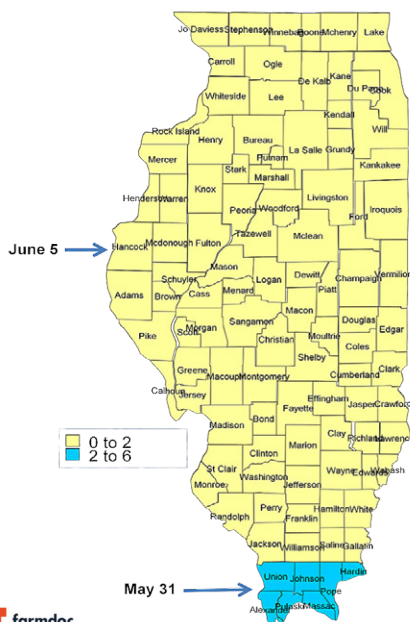 Jo Daviess Stephenson Winnebag Boone Mchenry Lake
Carroll Ogle De Kalb Kane Du Page Cook
Whiteside Lee Kendall Will
Rock Island Henry Bureau La Salle Grundy
Mercer Stark Putnam Marshall Kankakee
Henderson Warren Knox Peoria Woodford Livingston Ford Iroquois
June 5
Hancock Mcdonough Fulton Tazewell Mclean
Mason
Adams Schuyler Brown Cass Menard Logan Dewitt Piatt Champaign Vermilion
Pike Scott Morgan Sangamon Christian Macon Moultrie Douglas Edgar
Coles
Shelby
Greene Macoup Montgomery Cumberland Clark
Calhoun Jersey Fayette Effingham Jasper Crawford
Madison Bond
Clay Richland Lawrenc
Marion
0 to 2
2 to 6
Clinton
St Clair Washington Wayne Edwards Wabash
Monroe Jefferson
Randolph Perry Franklin Hamilton White
Jackson Williamson Saline Gallatin
Union Johnson Hardin
May 31
Pope
Alexander Pulaski Massac
farmdoc